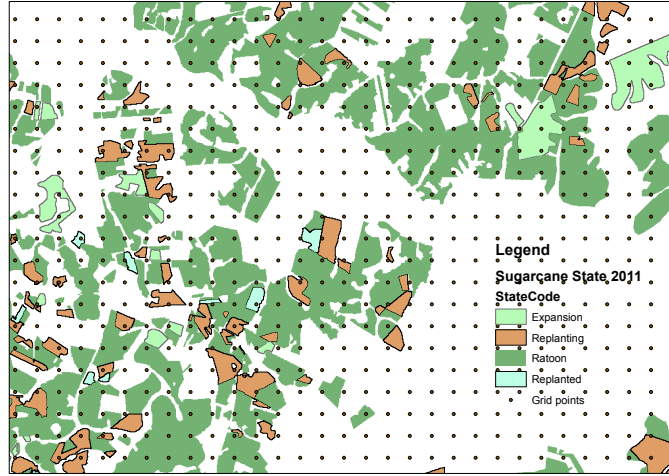 Legend
Sugarcane State 2011
StateCode
Expansion
Replanting
Ratoon
Replanted
Grid points